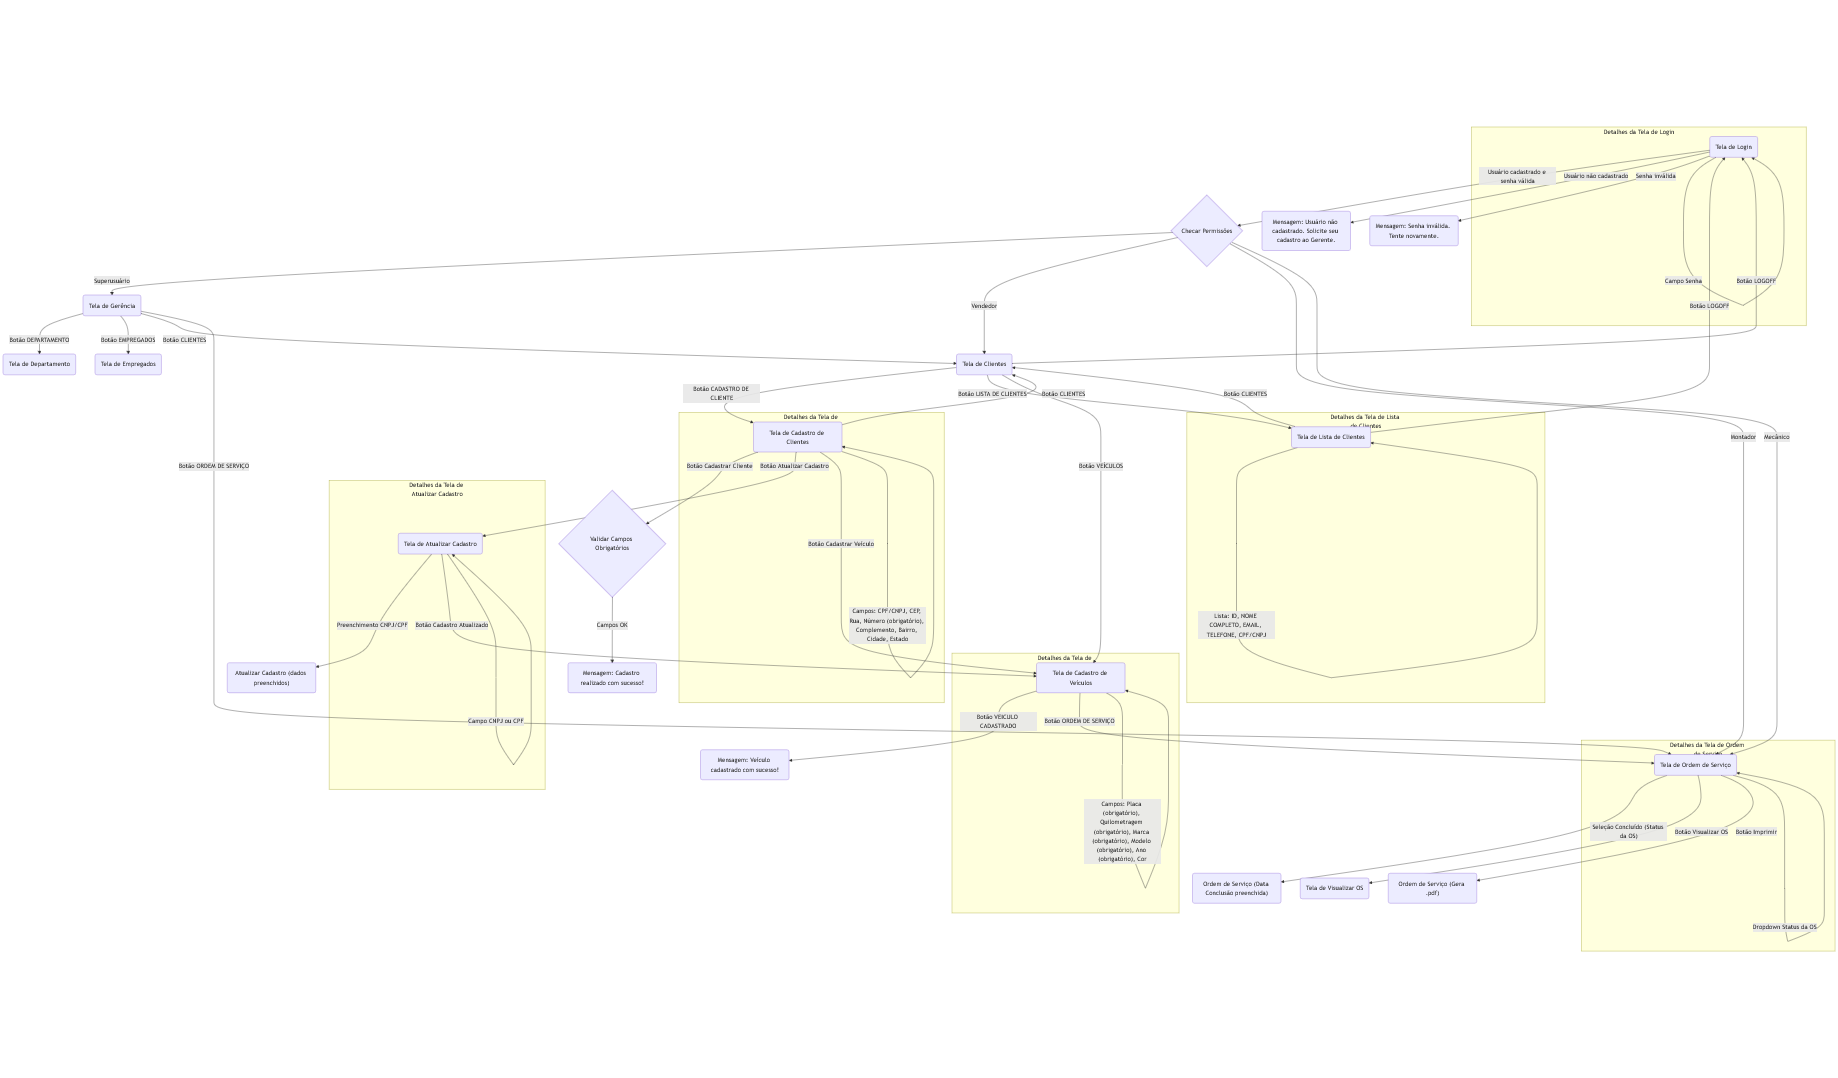 Detalhes da Tela de Login
Tela de Login
Usuário cadastrado e
senha válida
Usuário não cadastrado
Senha inválida
Checar Permissões
Mensagem: Usuário não
cadastrado. Solicite seu
cadastro ao Gerente.
Mensagem: Senha inválida.
Tente novamente.
Superusuário
Campo Senha
Botão LOGOFF
Vendedor
Botão LOGOFF
Tela de Gerência
Botão DEPARTAMENTO
Botão EMPREGADOS
Botão CLIENTES
Tela de Departamento
Tela de Empregados
Tela de Clientes
Botão CADASTRO DE
CLIENTE
Botão LISTA DE CLIENTES
Botão CLIENTES
Botão CLIENTES
Detalhes da Tela de
Detalhes da Tela de Lista
de Clientes
Tela de Cadastro de
Clientes
Tela de Lista de Clientes
Montador
Mecânico
Botão ORDEM DE SERVIÇO
Botão Cadastrar Cliente
Botão Atualizar Cadastro
Botão VEÍCULOS
Detalhes da Tela de
Atualizar Cadastro
Tela de Atualizar Cadastro
Validar Campos
Obrigatórios
Botão Cadastrar Veículo
Preenchimento CNPJ/CPF
Botão Cadastro Atualizado
Campos OK
Campos: CPF/CNPJ, CEP,
Rua, Número (obrigatório),
Complemento, Bairro,
Cidade, Estado
Lista: ID, NOME
COMPLETO, EMAIL,
TELEFONE, CPF/CNPJ
Detalhes da Tela de
Atualizar Cadastro (dados
preenchidos)
Mensagem: Cadastro
realizado com sucesso!
Tela de Cadastro de
Veículos
Campo CNPJ ou CPF
Botão VEÍCULO
CADASTRADO
Botão ORDEM DE SERVIÇO
Detalhes da Tela de Ordem
de Serviço
Mensagem: Veículo
cadastrado com sucesso!
Tela de Ordem de Serviço
Campos: Placa
(obrigatório),
Quilometragem
(obrigatório), Marca
(obrigatório), Modelo
(obrigatório), Ano
(obrigatório), Cor
Seleção Concluído (Status
da OS)
Botão Visualizar OS
Botão Imprimir
Ordem de Serviço (Data
Conclusão preenchida)
Tela de Visualizar OS
Ordem de Serviço (Gera
.pdf)
Dropdown Status da OS